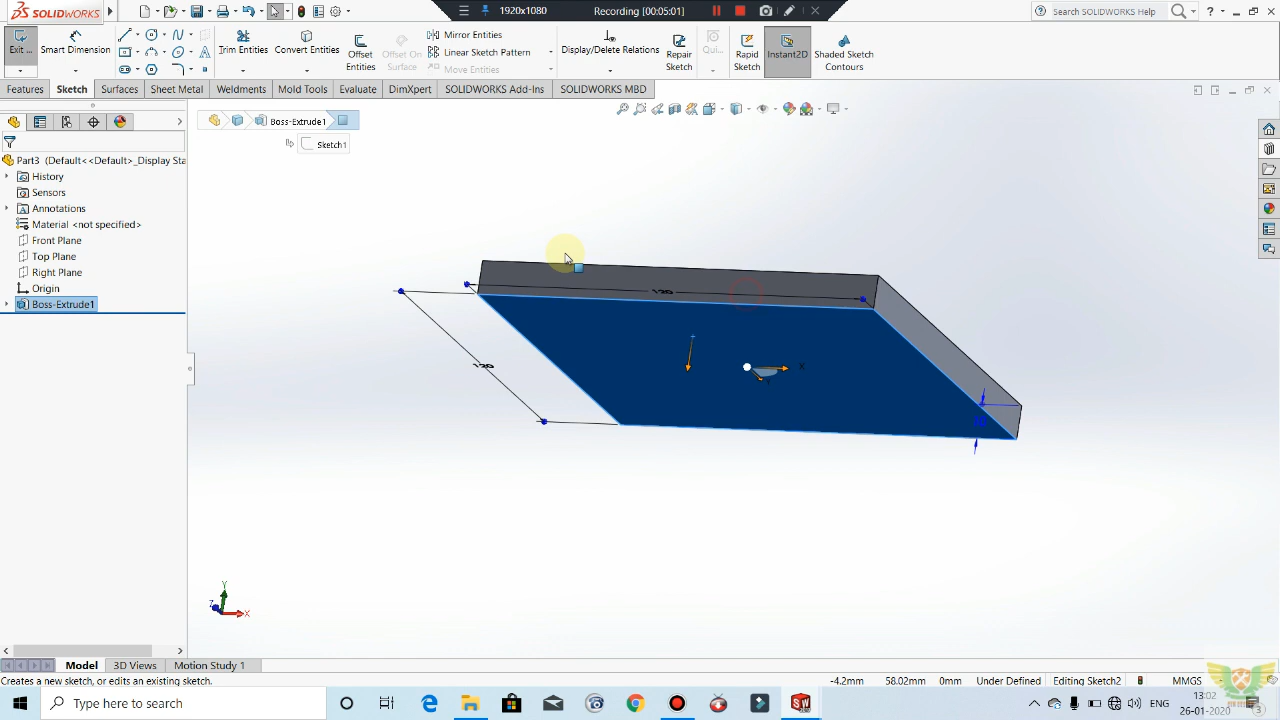 SOLIDWORKS
1920x1080
Recording [00:05:01]
Search SOLIDWORKS Help
Exit ...
Smart Dimension
Trim Entities
Convert Entities
Offset Entities
Offset On Surface
Mirror Entities
Linear Sketch Pattern
Move Entities
Display/Delete Relations
Repair Sketch
Qui...
Rapid Sketch
Instant2D
Shaded Sketch Contours
Features
Sketch
Surfaces
Sheet Metal
Weldments
Mold Tools
Evaluate
DimXpert
SOLIDWORKS Add-Ins
SOLIDWORKS MBD
Boss-Extrude1
Sketch1
Part3 (Default<<Default>_Display Sta
History
Sensors
Annotations
Material <not specified>
Front Plane
Top Plane
Right Plane
Origin
Boss-Extrude1
X
Y
Z
X
Model
3D Views
Motion Study 1
Creates a new sketch, or edits an existing sketch.
-4.2mm
58.02mm
0mm
Under Defined
Editing Sketch2
MMGS
Type here to search
ENG
13:02
26-01-2020